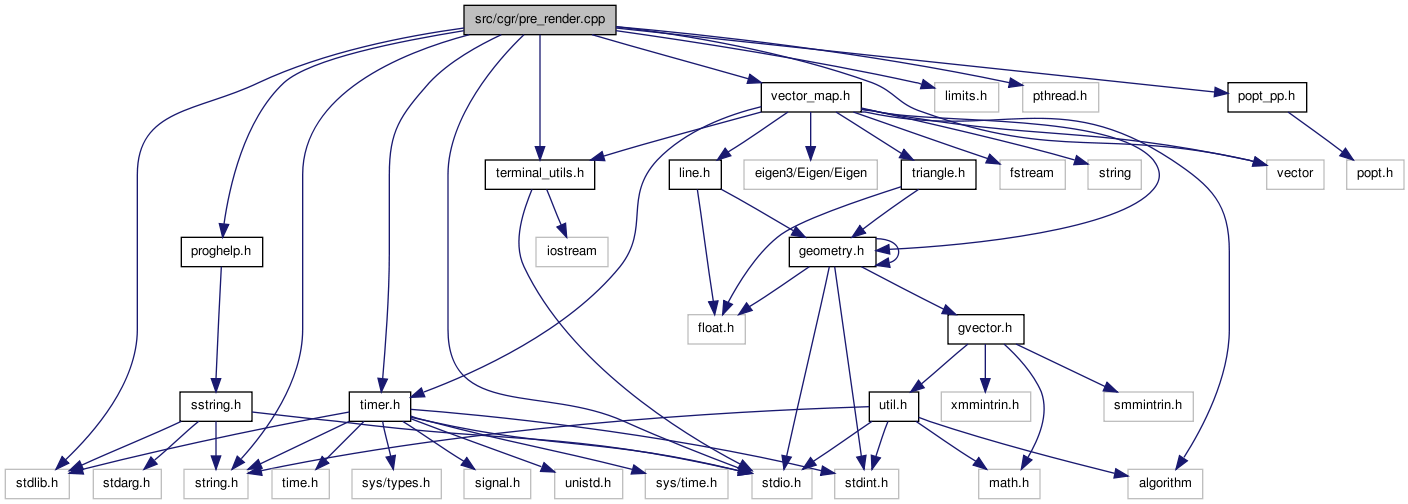 src/cgr/pre_render.cpp
vector_map.h
limits.h
pthread.h
popt_pp.h
terminal_utils.h
line.h
eigen3/Eigen/Eigen
triangle.h
fstream
string
vector
popt.h
proghelp.h
iostream
geometry.h
float.h
gvector.h
sstring.h
timer.h
util.h
xmmintrin.h
smmintrin.h
stdlib.h
stdarg.h
string.h
time.h
sys/types.h
signal.h
unistd.h
sys/time.h
stdio.h
stdint.h
math.h
algorithm